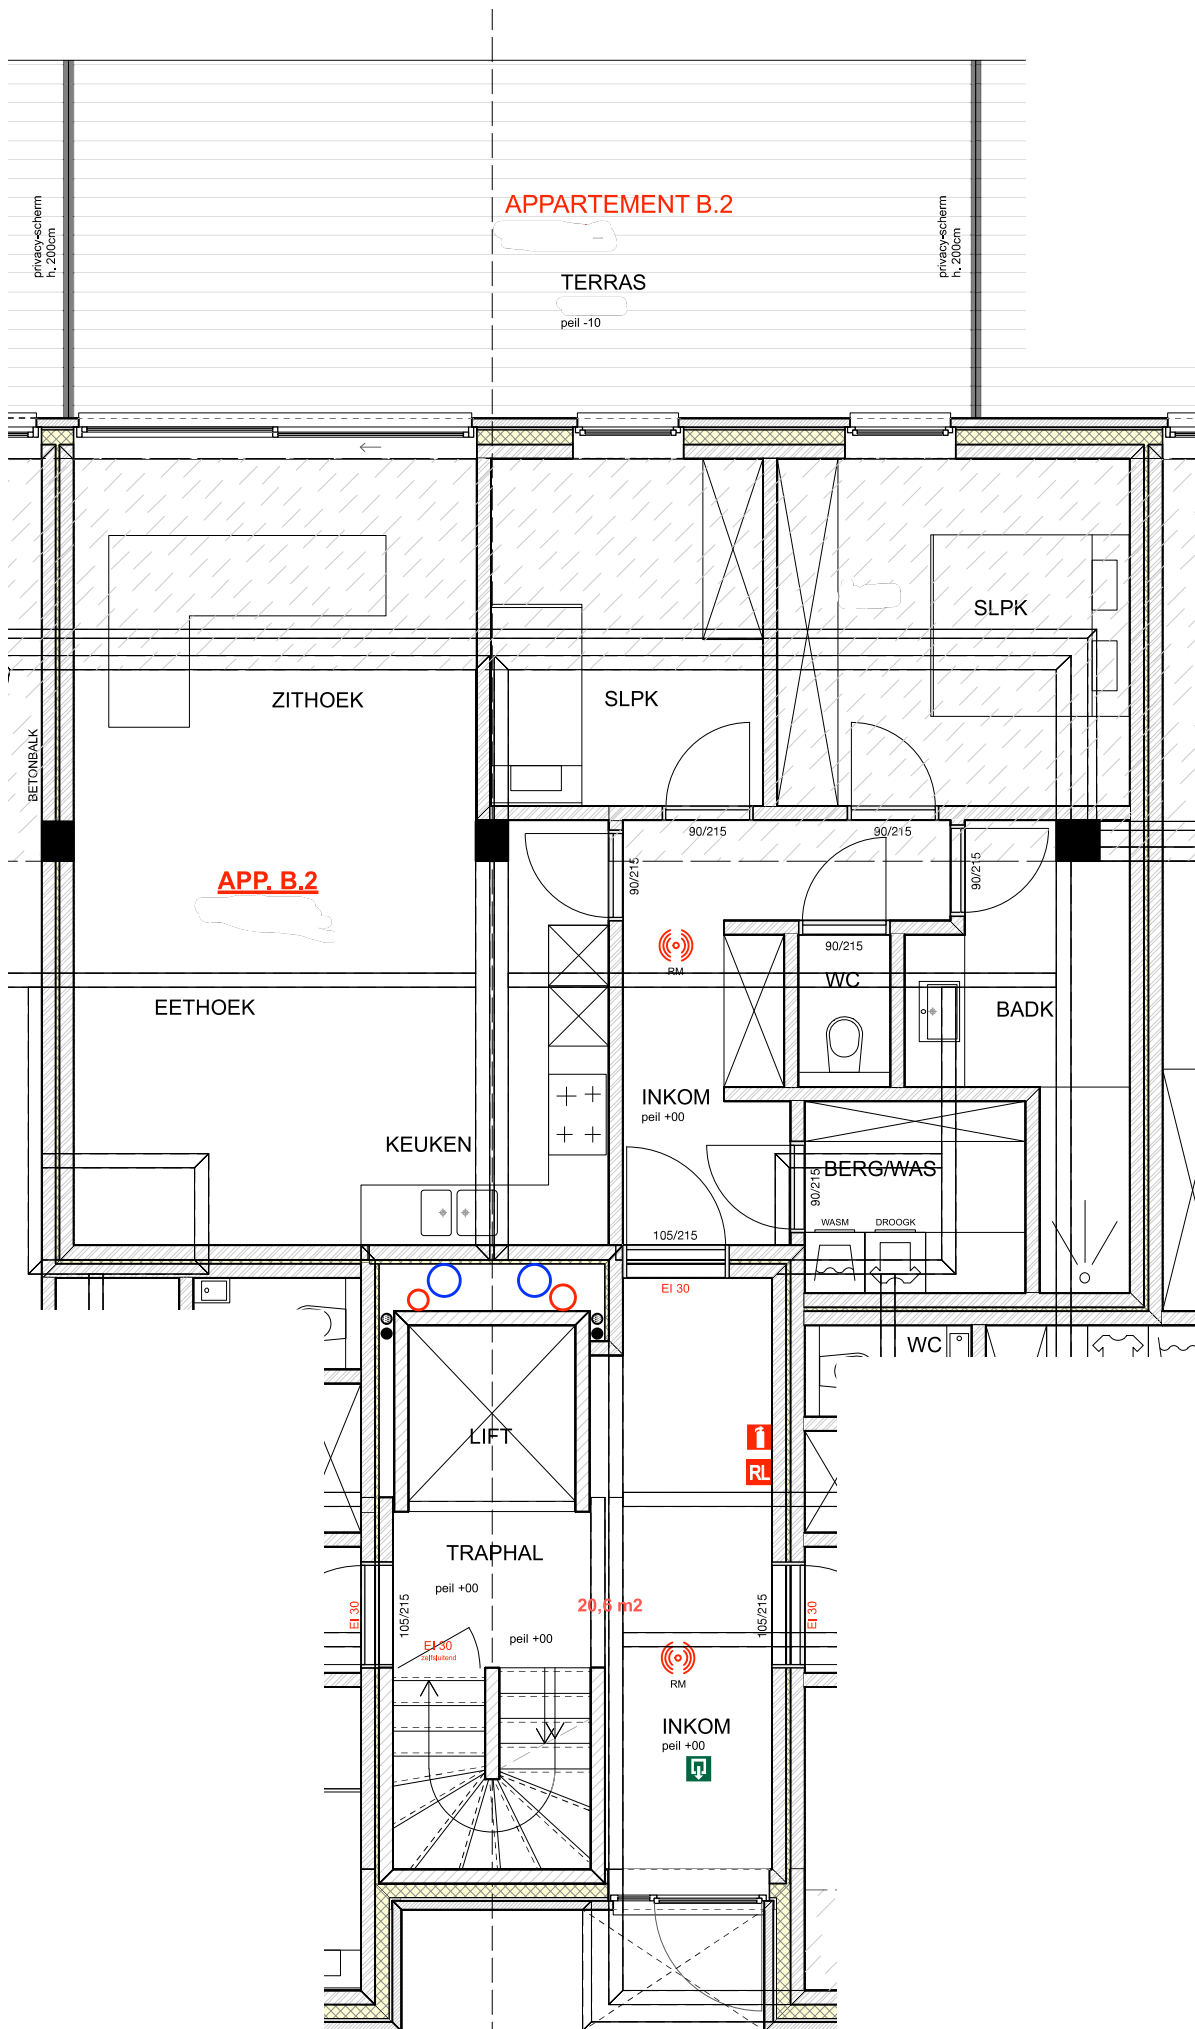 APPARTEMENT B.2
privacy-scherm
h. 200cm
privacy-scherm
h. 200cm
TERRAS
peil -10
SLPK
ZITHOEK
SLPK
BETONBALK
90/215
90/215
90/215
90/215
APP. B.2
90/215
RM
WC
EETHOEK
BADK
INKOM
peil +00
KEUKEN
BERG/WAS
90/215
WASM
DROOGK
105/215
EI 30
WC
LIFT
RL
TRAPHAL
peil +00
20,6 m2
EI 30
105/215
105/215
EI 30
peil +00
EI 30
zelfsluitend
RM
INKOM
peil +00